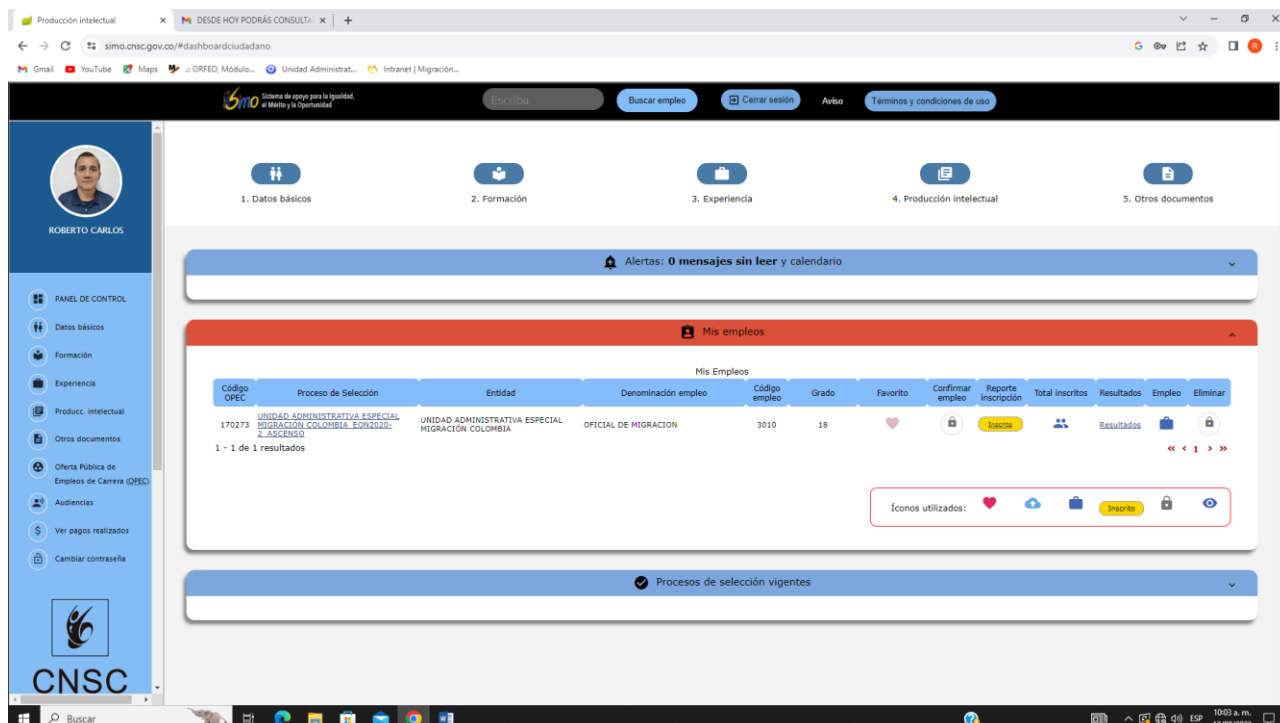 Producción intelectual
DESDE HOY PODRÁS CONSULTA
simo.cnsc.gov.co/#dashboardciudadano
Gmail YouTube Maps .::ORFEO, Módulo... Unidad Administrat... Intranet | Migración...
Simo Sistema de apoyo para la Igualdad,
el Mérito y la Oportunidad
Escriba
Buscar empleo
Cerrar sesión
Aviso
Términos y condiciones de uso
ROBERTO CARLOS
1. Datos básicos
2. Formación
3. Experiencia
4. Producción intelectual
5. Otros documentos
PANEL DE CONTROL
Datos básicos
Formación
Experiencia
Producc. intelectual
Otros documentos
Oferta Pública de
Empleos de Carrera (OPEC)
Audiencias
Ver pagos realizados
Cambiar contraseña
CNSC
Alertas: 0 mensajes sin leer y calendario
Mis empleos
Mis Empleos
Código OPEC Proceso de Selección Entidad Denominación empleo Código empleo Grado Favorito Confirmar empleo Reporte inscripción Total inscritos Resultados Empleo Eliminar
170273 UNIDAD ADMINISTRATIVA ESPECIAL MIGRACIÓN COLOMBIA_EON2020-2_ASCENSO UNIDAD ADMINISTRATIVA ESPECIAL MIGRACIÓN COLOMBIA OFICIAL DE MIGRACION 3010 18 Inscrito Resultados
1 - 1 de 1 resultados
« < 1 > »
Íconos utilizados: Inscrito
Procesos de selección vigentes
Buscar
ESP
10:03 a. m.